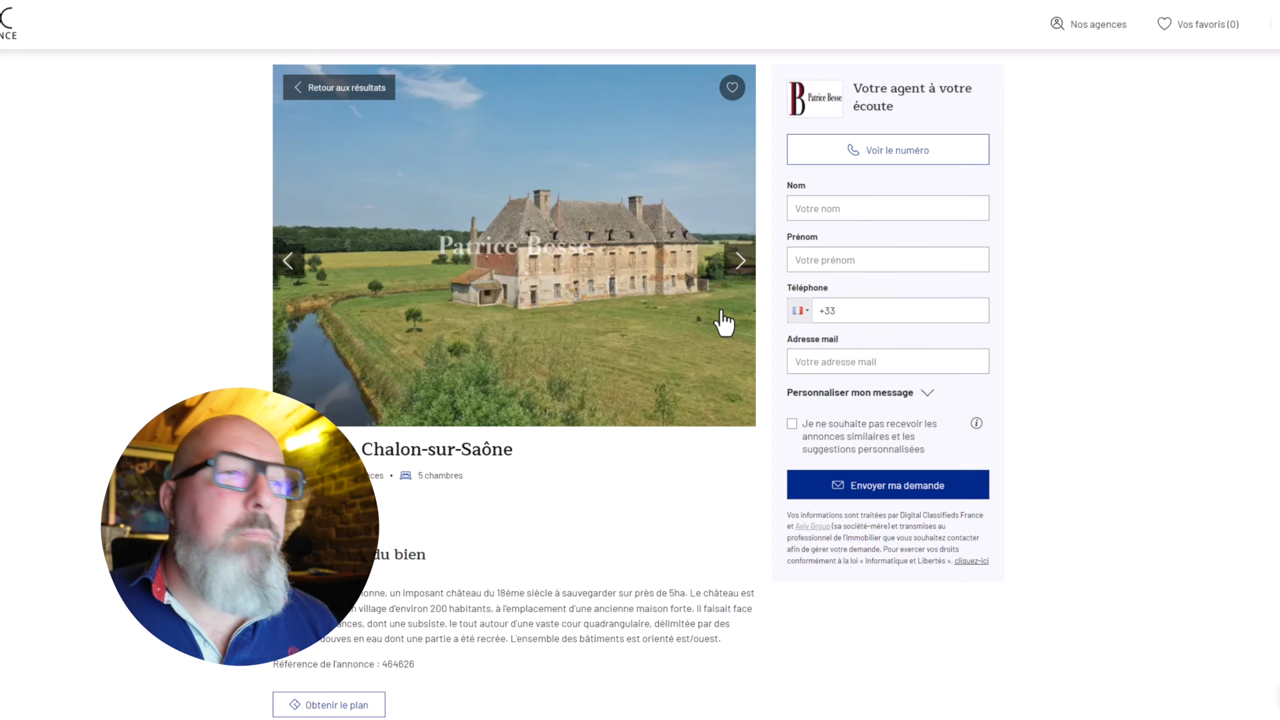 NCE
Nos agences
Vos favoris (0)
Retour aux résultats
Patrice Besse
Chalon-sur-Saône
5 chambres
du bien
onne, un imposant château du 18ème siècle à sauvegarder sur près de 5ha. Le château est
village d'environ 200 habitants, à l'emplacement d'une ancienne maison forte. Il faisait face
dont une subsiste, le tout autour d'une vaste cour quadrangulaire, délimitée par des
douves en eau dont une partie a été recrée. L'ensemble des bâtiments est orienté est/ouest.
Référence de l'annonce : 464626
Obtenir le plan
B Patrice Besse
Votre agent à votre
écoute
Voir le numéro
Nom
Votre nom
Prénom
Votre prénom
Téléphone
+33
Adresse mail
Votre adresse mail
Personnaliser mon message
Je ne souhaite pas recevoir les
annonces similaires et les
suggestions personnalisées
Envoyer ma demande
Vos informations sont traitées par Digital Classifieds France
et Aviv Group (sa société-mère) et transmises au
professionnel de l'immobilier que vous souhaitez contacter
afin de gérer votre demande. Pour exercer vos droits
conformément à la loi « Informatique et Libertés », cliquez-ici